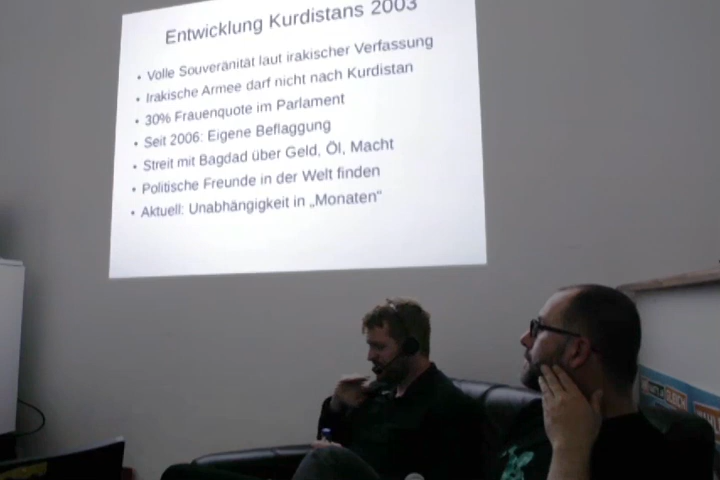 Entwicklung Kurdistans 2003
• Volle Souveränität laut irakischer Verfassung
• Irakische Armee darf nicht nach Kurdistan
• 30% Frauenquote im Parlament
• Seit 2006: Eigene Beflaggung
• Streit mit Bagdad über Geld, Öl, Macht
• Politische Freunde in der Welt finden
• Aktuell: Unabhängigkeit in „Monaten“